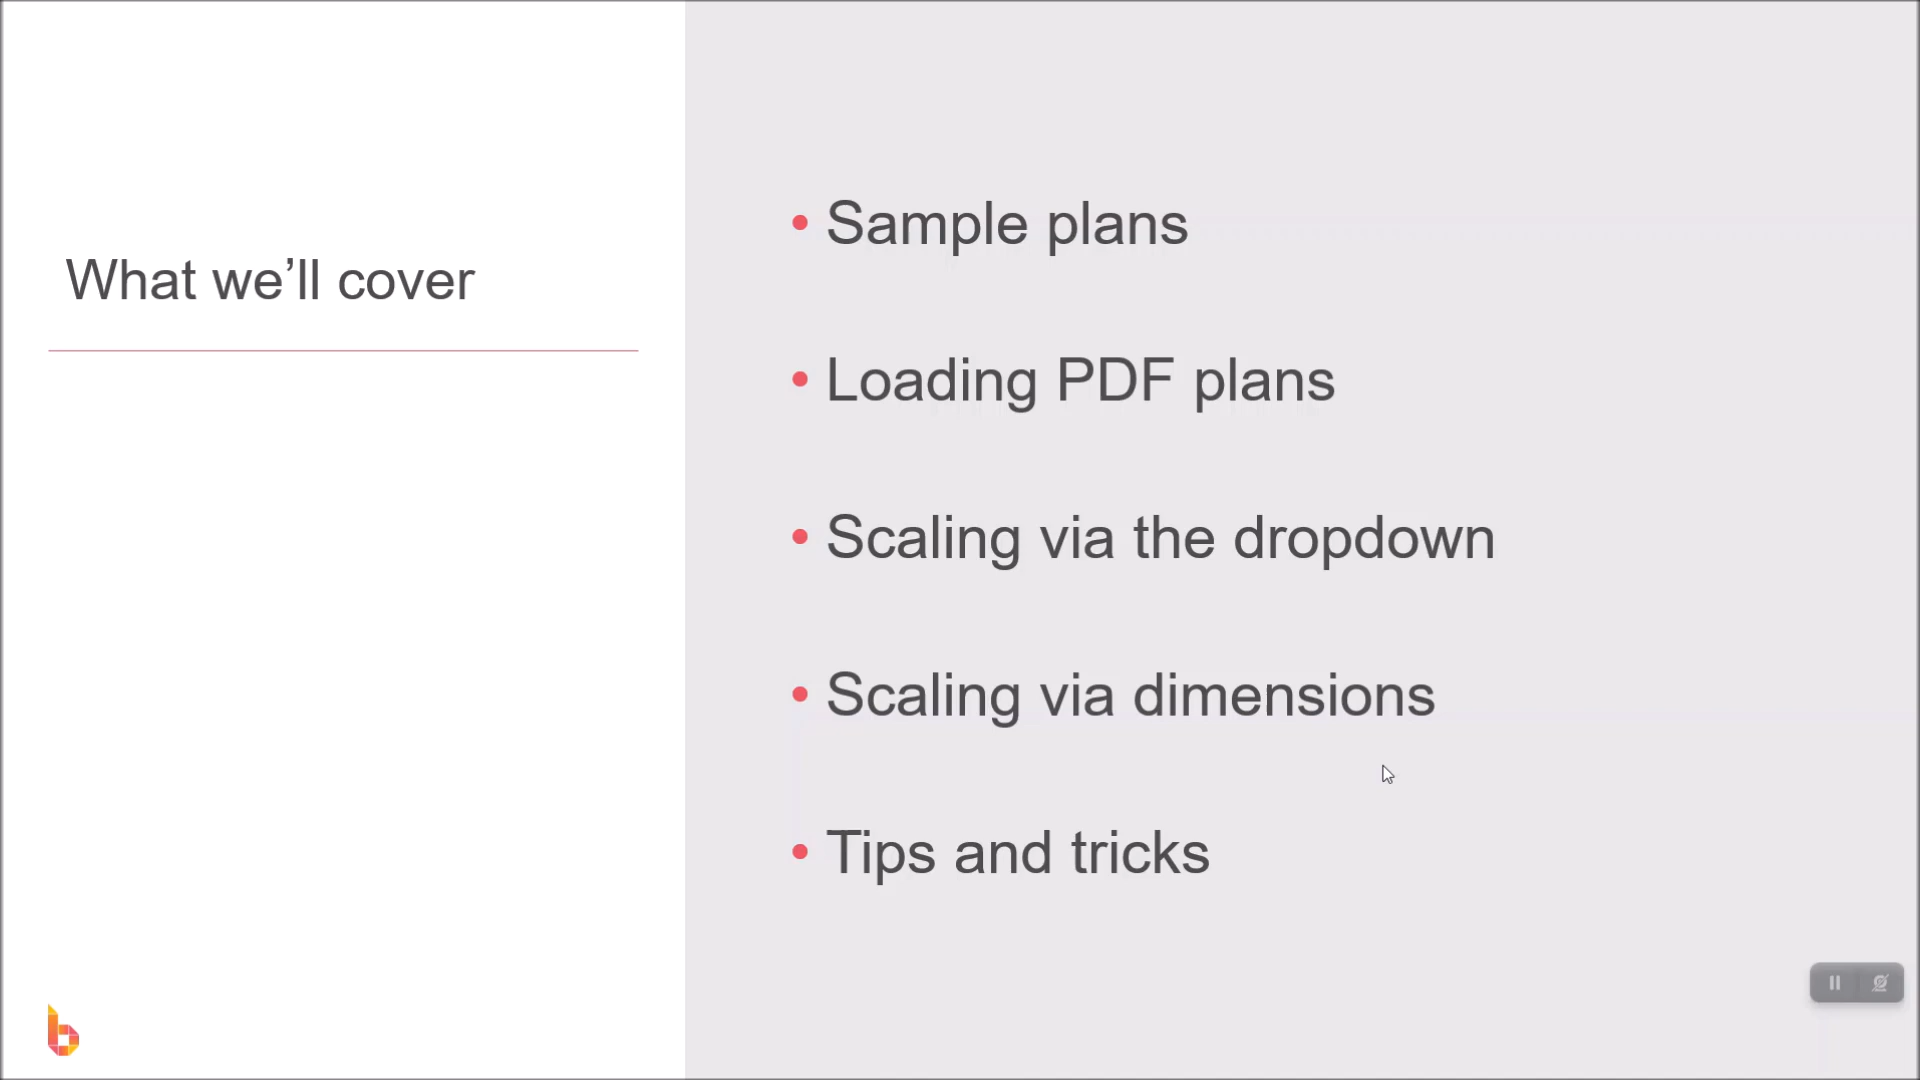 What we’ll cover
• Sample plans
• Loading PDF plans
• Scaling via the dropdown
• Scaling via dimensions
• Tips and tricks